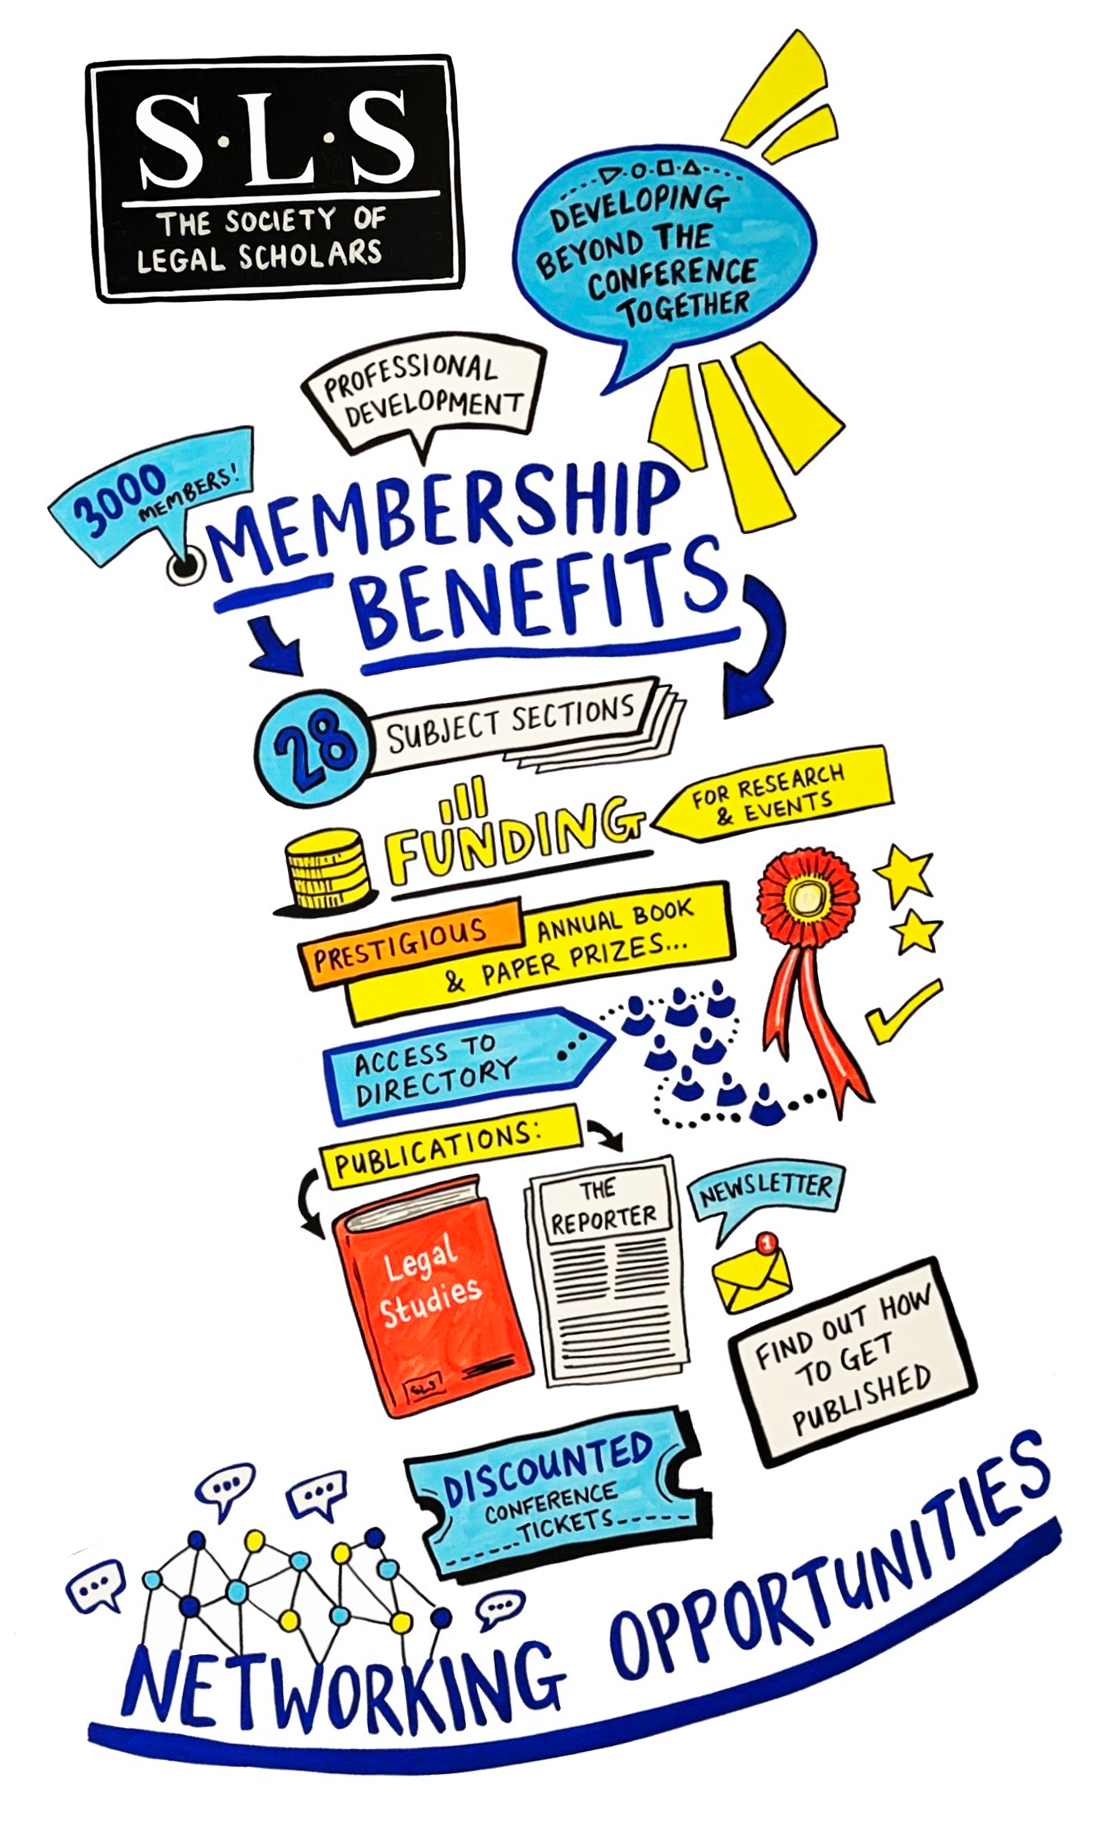 S·L·S
THE SOCIETY OF
LEGAL SCHOLARS
DEVELOPING
BEYOND THE
CONFERENCE
TOGETHER
PROFESSIONAL
DEVELOPMENT
3000
MEMBERS!
MEMBERSHIP
BENEFITS
28
SUBJECT SECTIONS
FUNDING
FOR RESEARCH
& EVENTS
PRESTIGIOUS
ANNUAL BOOK
& PAPER PRIZES...
ACCESS TO
DIRECTORY
PUBLICATIONS:
Legal
Studies
SLS
THE
REPORTER
NEWSLETTER
1
FIND OUT HOW
TO GET
PUBLISHED
DISCOUNTED
CONFERENCE
TICKETS
NETWORKING OPPORTUNITIES